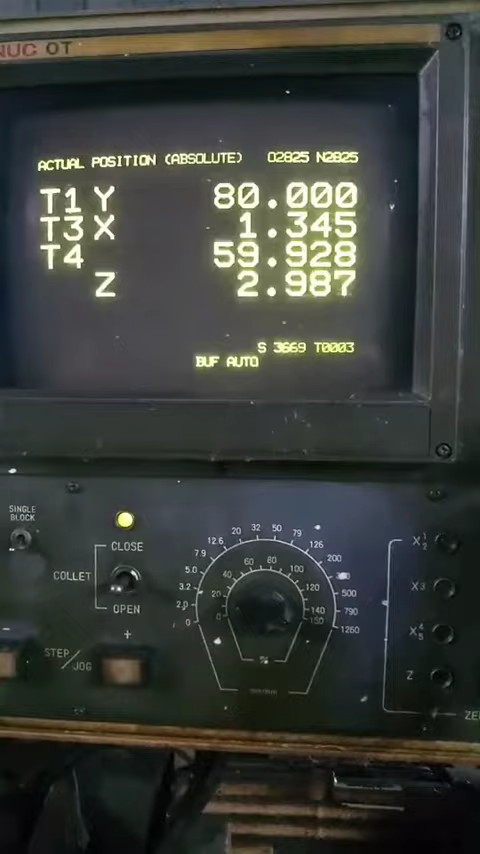 NUC OT
ACTUAL POSITION (ABSOLUTE) O2825 N2825
T1 Y 80.000
T3 X 1.345
T4 59.928
Z 2.987
S 3669 T0003
BUF AUTO
SINGLE
BLOCK
CLOSE
COLLET
OPEN
- +
STEP/JOG
0 2.0 3.2 5.0 7.9 12.6 20 32 50 79 126 200 500 790 1260
0 20 40 60 80 100 120 140 150
X 1/2
X3
X 4/5
Z
ZE